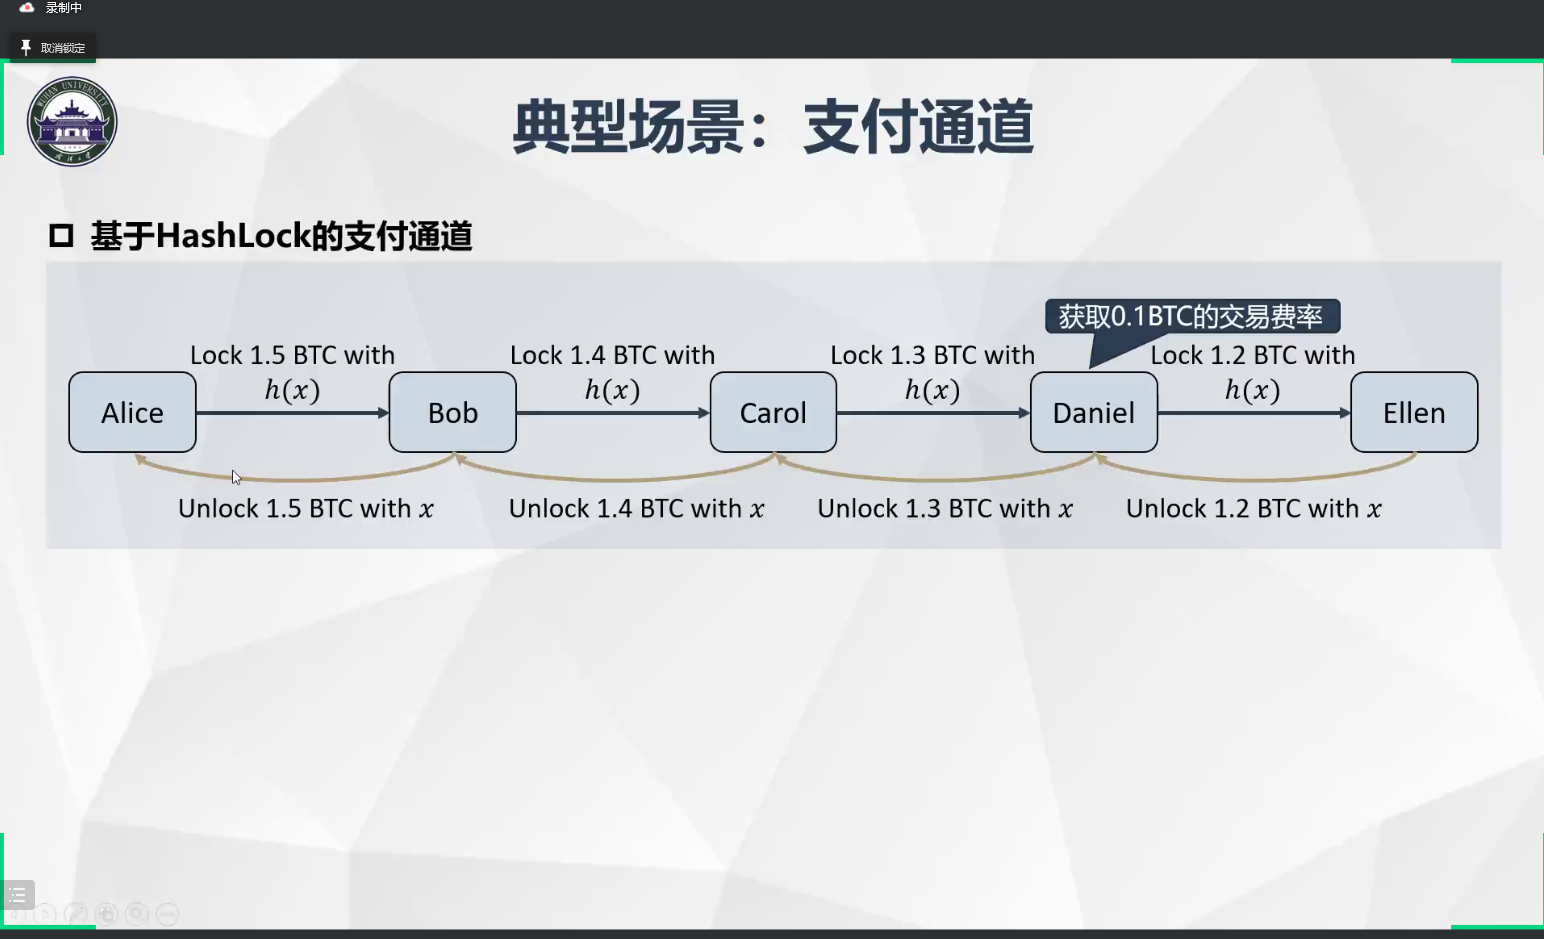 录制中
取消锁定
WUHAN UNIVERSITY
典型场景：支付通道
基于HashLock的支付通道
获取0.1BTC的交易费率
Lock 1.5 BTC with
h(x)
Lock 1.4 BTC with
h(x)
Lock 1.3 BTC with
h(x)
Lock 1.2 BTC with
h(x)
Alice
Bob
Carol
Daniel
Ellen
Unlock 1.5 BTC with x
Unlock 1.4 BTC with x
Unlock 1.3 BTC with x
Unlock 1.2 BTC with x